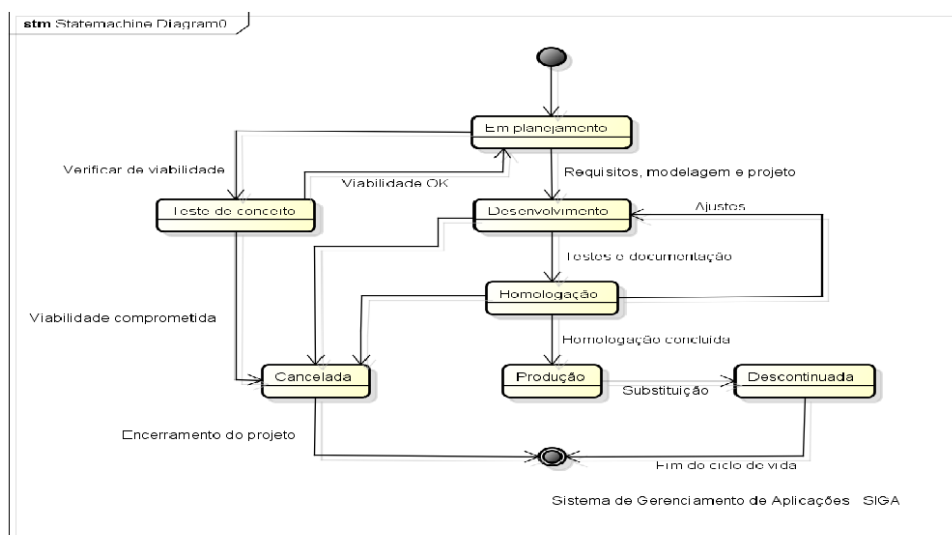 stm Statemachine Diagram0
Em planejamento
Verificar de viabilidade
Viabilidade OK
Requisitos, modelagem e projeto
Teste de conceito
Desenvolvimento
Ajustes
Testes e documentação
Homologação
Viabilidade comprometida
Homologação concluída
Cancelada
Produção
Descontinuada
Substituição
Encerramento do projeto
Fim do ciclo de vida
Sistema de Gerenciamento de Aplicações SIGA